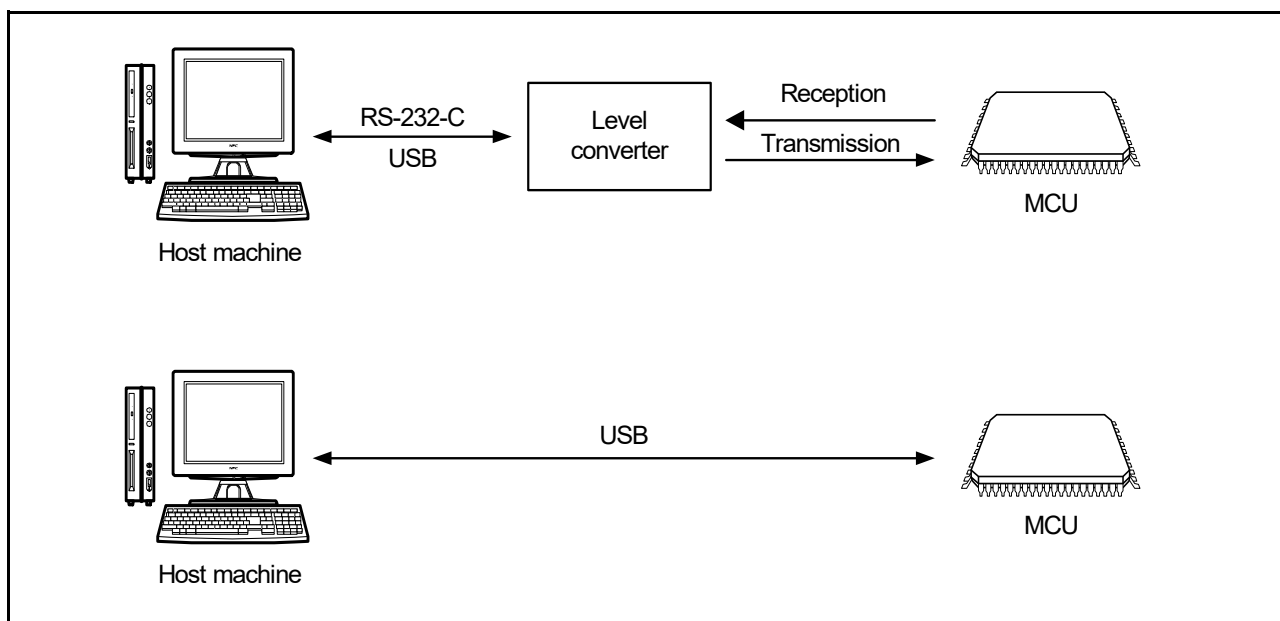 RS-232-C
USB
Level
converter
Reception
Transmission
MCU
Host machine
USB
MCU
Host machine